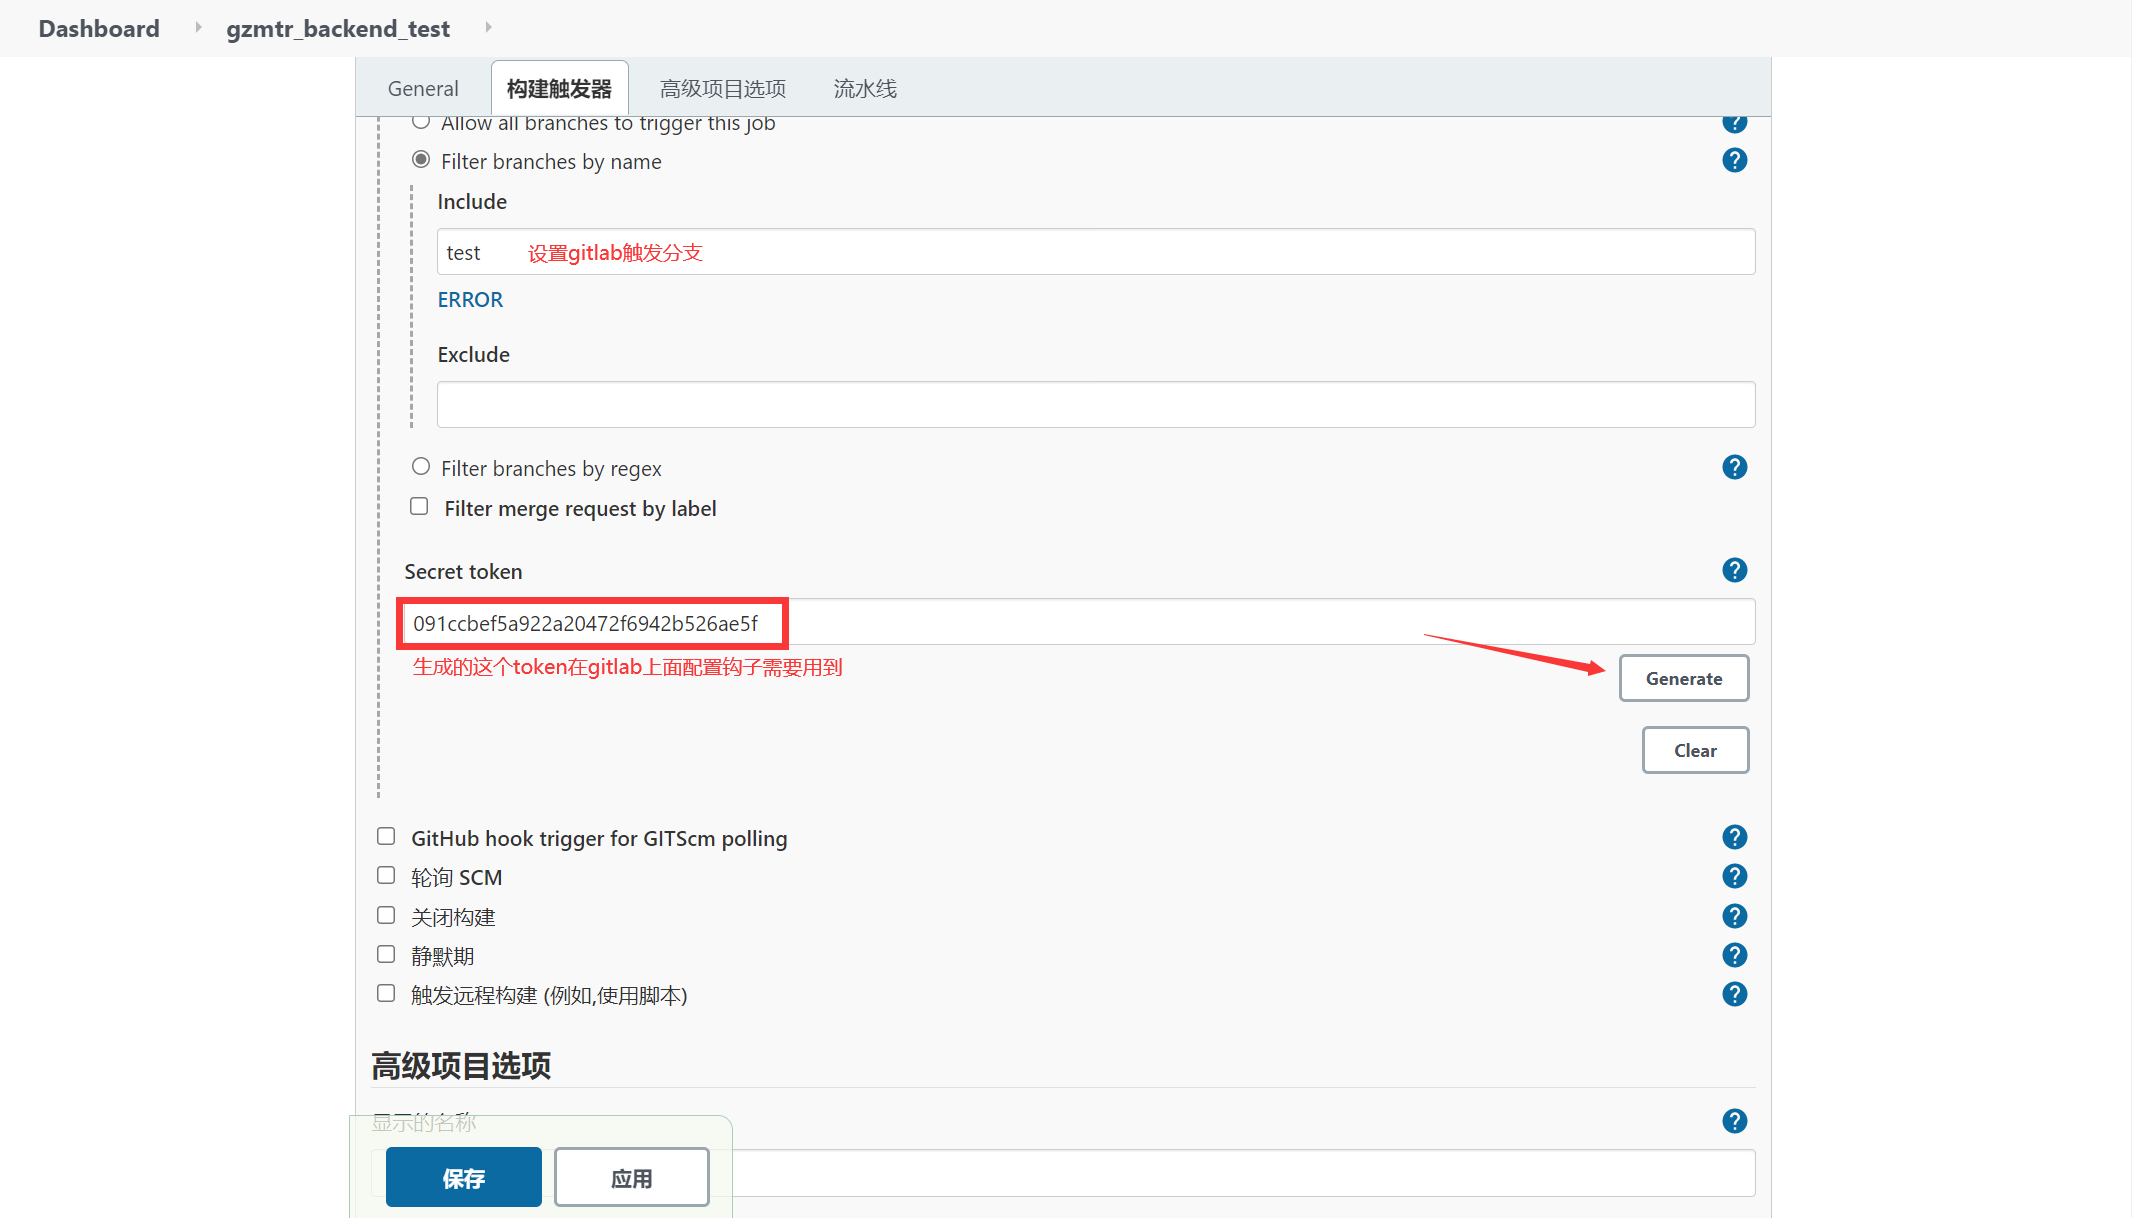 Dashboard gzmtr_backend_test
General 构建触发器 高级项目选项 流水线
Allow all branches to trigger this job
Filter branches by name
Include
test 设置gitlab触发分支
ERROR
Exclude
Filter branches by regex
Filter merge request by label
Secret token
091ccbef5a922a20472f6942b526ae5f
生成的这个token在gitlab上面配置钩子需要用到
Generate
Clear
GitHub hook trigger for GITScm polling
轮询 SCM
关闭构建
静默期
触发远程构建 (例如,使用脚本)
高级项目选项
显示的名称
保存 应用